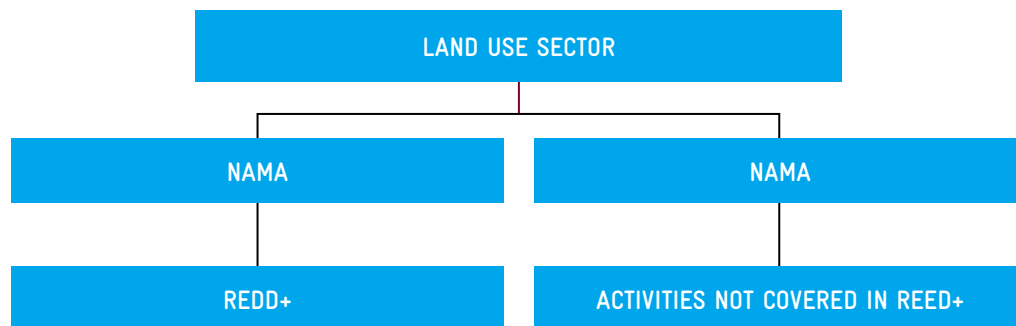 LAND USE SECTOR
NAMA
NAMA
REDD+
ACTIVITIES NOT COVERED IN REED+